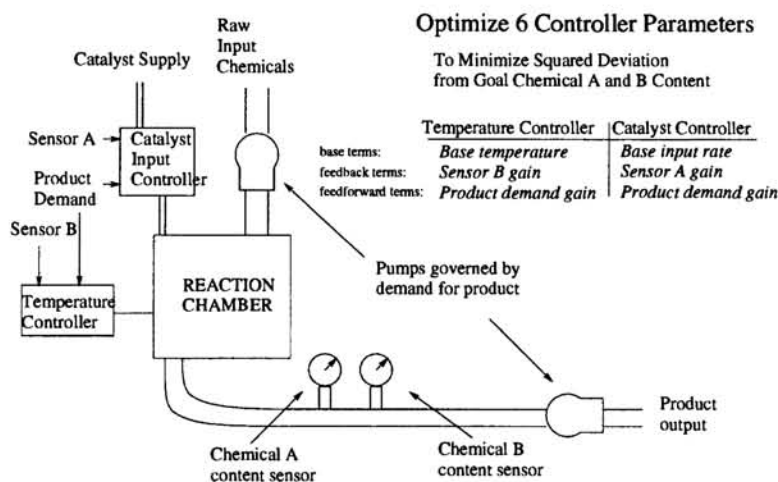 Optimize 6 Controller Parameters
To Minimize Squared Deviation
from Goal Chemical A and B Content
Temperature Controller
Catalyst Controller
base terms:
Base temperature
Base input rate
feedback terms:
Sensor B gain
Sensor A gain
feedforward terms:
Product demand gain
Product demand gain
Raw
Input
Chemicals
Catalyst Supply
Sensor A
Catalyst
Input
Controller
Product
Demand
Sensor B
Temperature
Controller
REACTION
CHAMBER
Pumps governed by
demand for product
Chemical A
content sensor
Chemical B
content sensor
Product
output